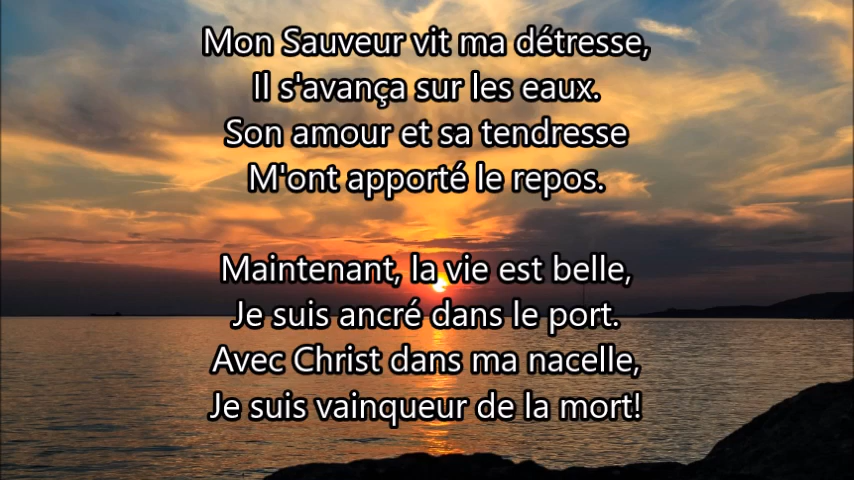 Mon Sauveur vit ma détresse,
Il s'avança sur les eaux.
Son amour et sa tendresse
M'ont apporté le repos.
Maintenant, la vie est belle,
Je suis ancré dans le port.
Avec Christ dans ma nacelle,
Je suis vainqueur de la mort!